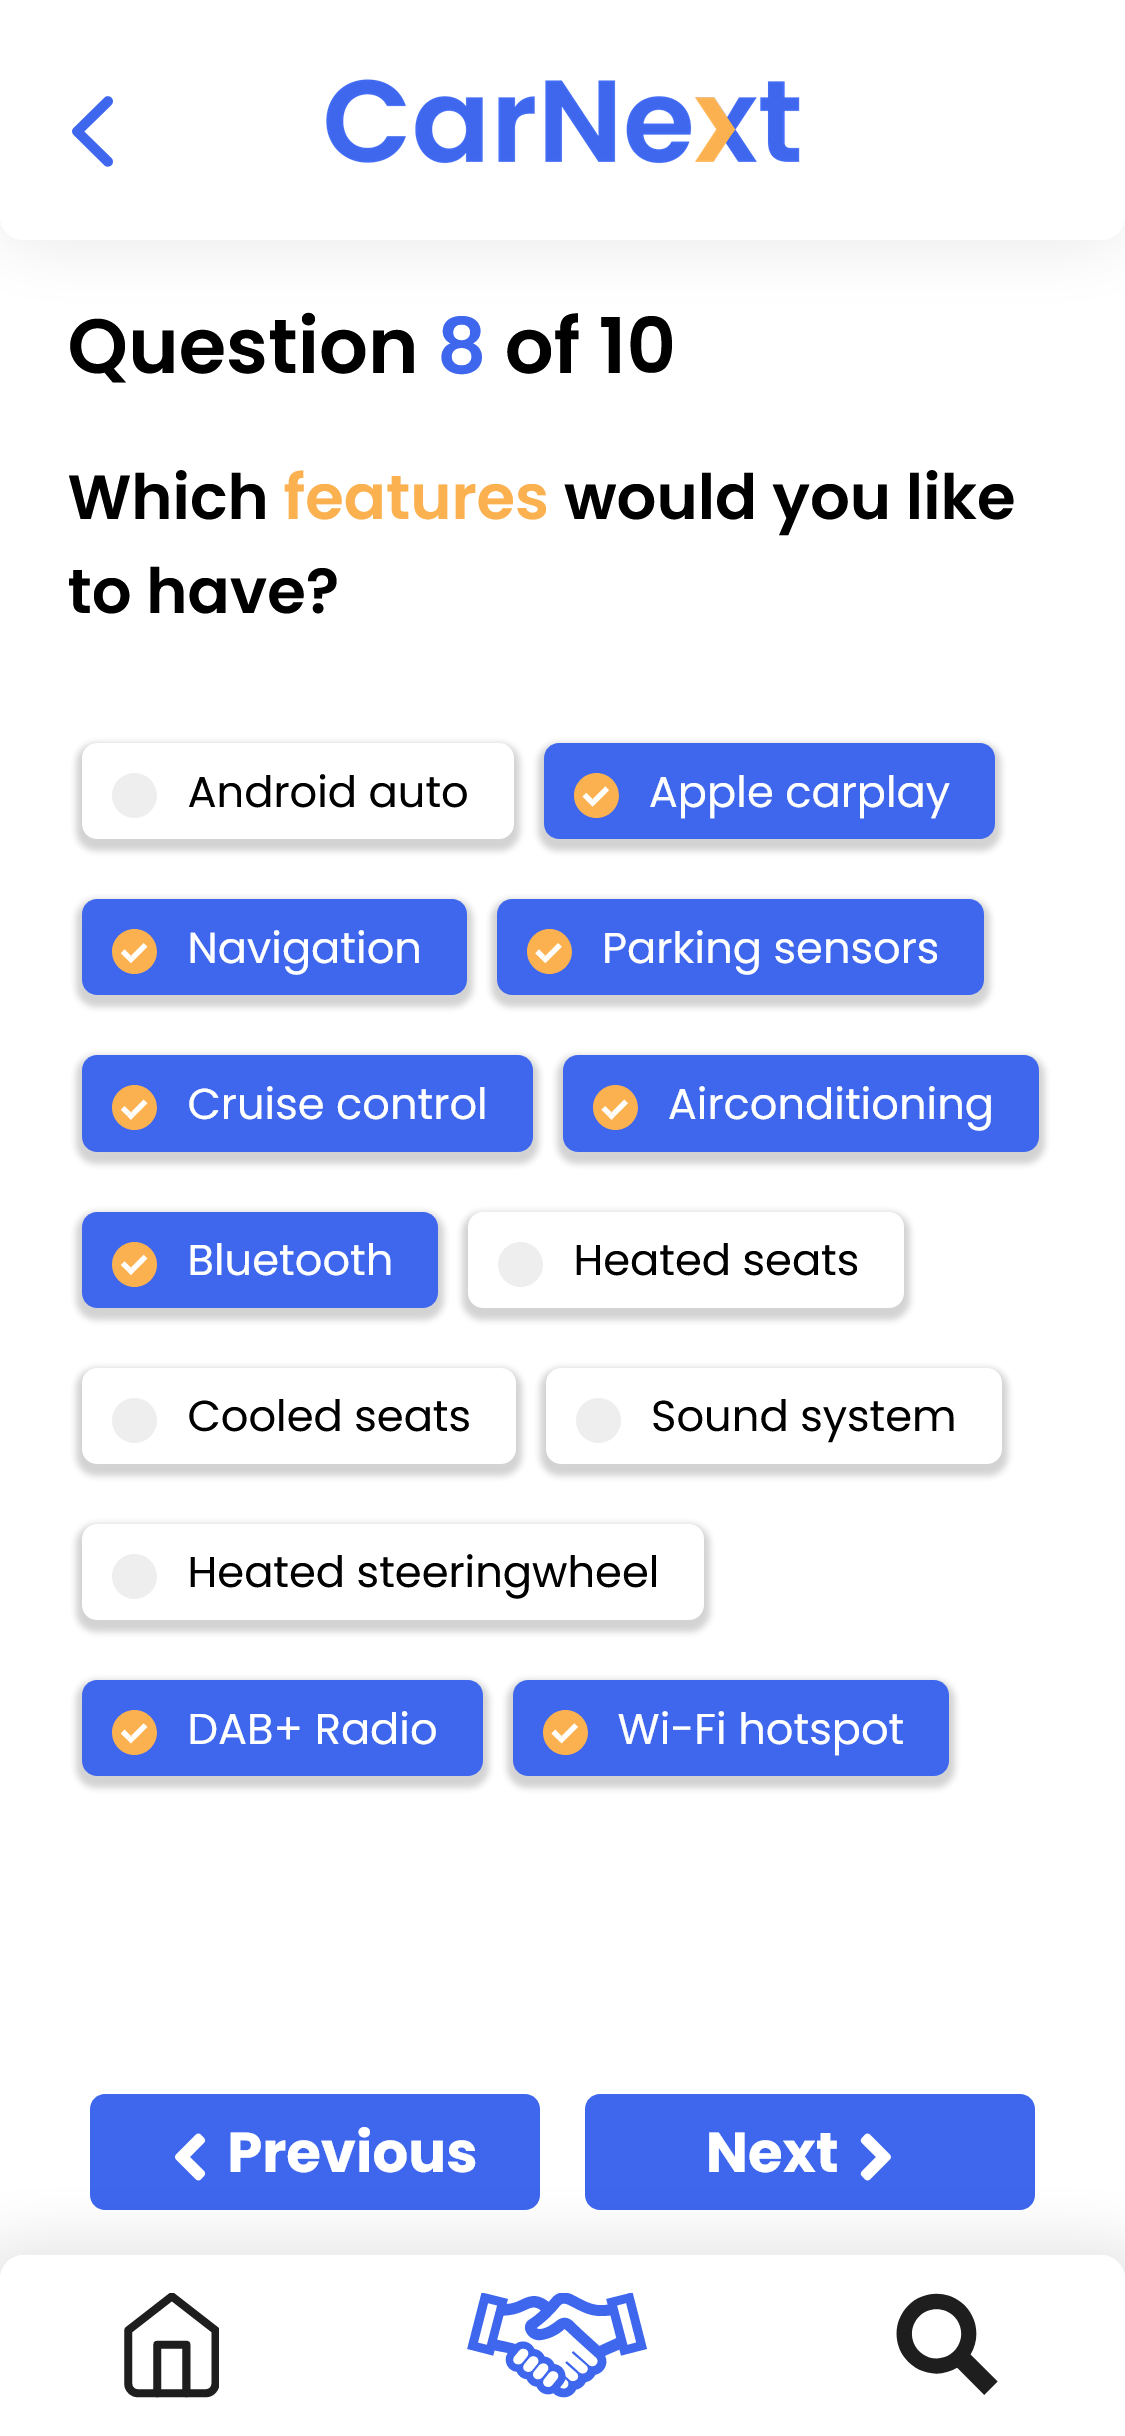 CarNext
Question 8 of 10
Which features would you like
to have?
Android auto
Apple carplay
Navigation
Parking sensors
Cruise control
Airconditioning
Bluetooth
Heated seats
Cooled seats
Sound system
Heated steeringwheel
DAB+ Radio
Wi-Fi hotspot
Previous
Next